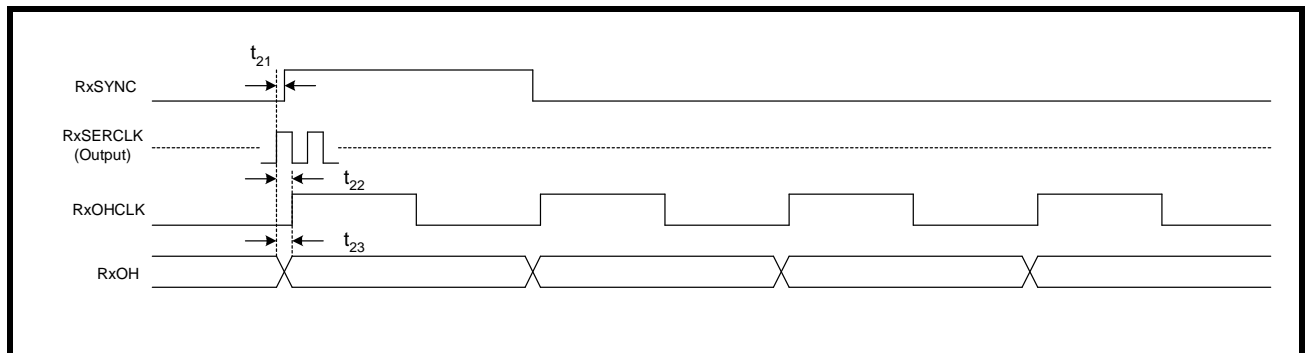 t21
RxSYNC
RxSERCLK
(Output)
t22
RxOHCLK
t23
RxOH